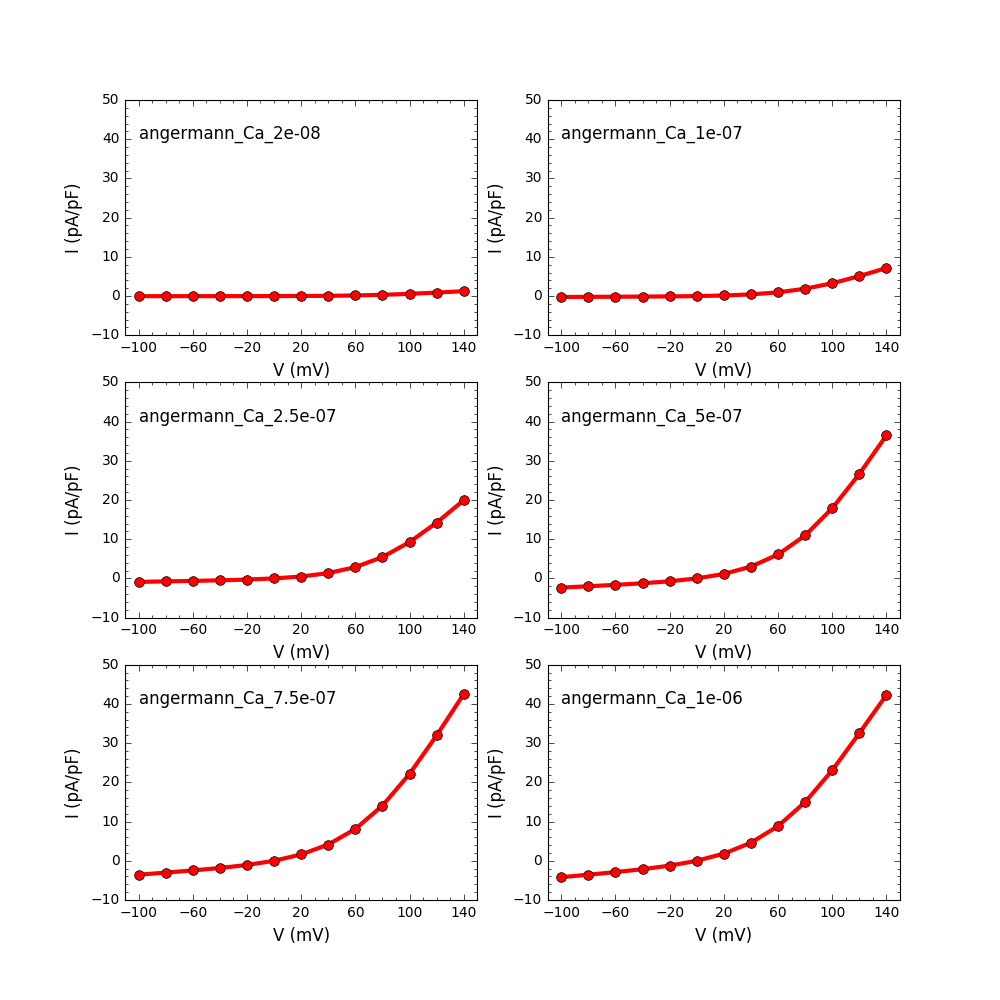 50
40
30
20
10
0
−10
I (pA/pF)
angermann_Ca_2e-08
−100 −60 −20 20 60 100 140
V (mV)
50
40
30
20
10
0
−10
I (pA/pF)
angermann_Ca_1e-07
−100 −60 −20 20 60 100 140
V (mV)
50
40
30
20
10
0
−10
I (pA/pF)
angermann_Ca_2.5e-07
−100 −60 −20 20 60 100 140
V (mV)
50
40
30
20
10
0
−10
I (pA/pF)
angermann_Ca_5e-07
−100 −60 −20 20 60 100 140
V (mV)
50
40
30
20
10
0
−10
I (pA/pF)
angermann_Ca_7.5e-07
−100 −60 −20 20 60 100 140
V (mV)
50
40
30
20
10
0
−10
I (pA/pF)
angermann_Ca_1e-06
−100 −60 −20 20 60 100 140
V (mV)